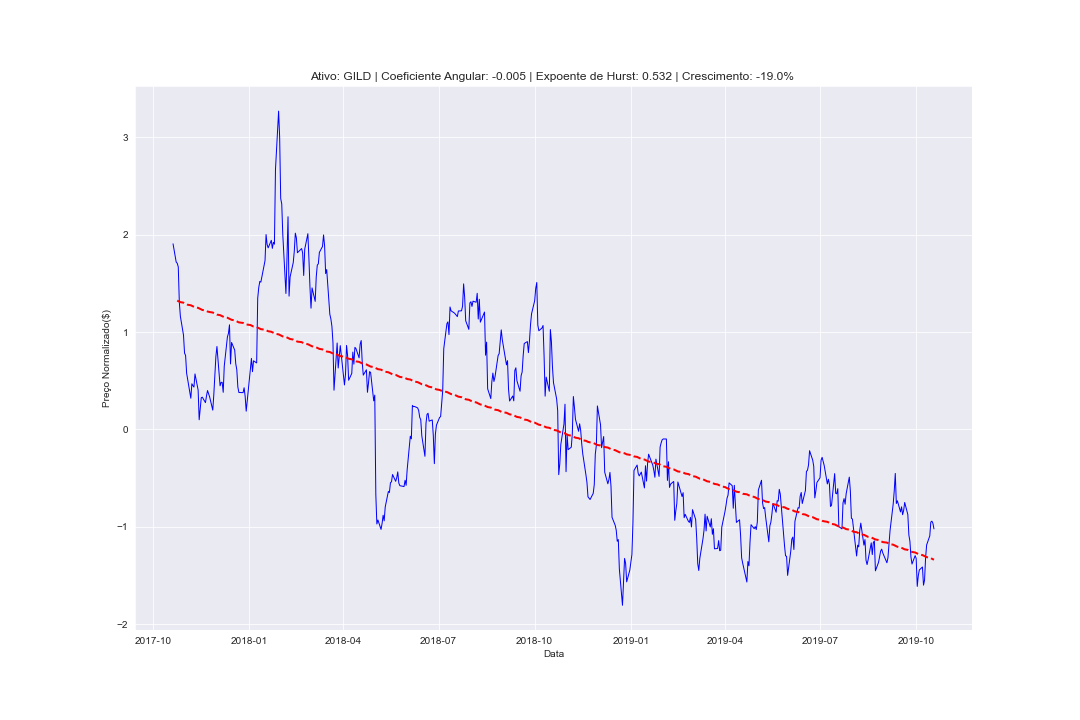 Ativo: GILD | Coeficiente Angular: -0.005 | Expoente de Hurst: 0.532 | Crescimento: -19.0%
Preço Normalizado($)
3
2
1
0
−1
−2
2017-10 2018-01 2018-04 2018-07 2018-10 2019-01 2019-04 2019-07 2019-10
Data